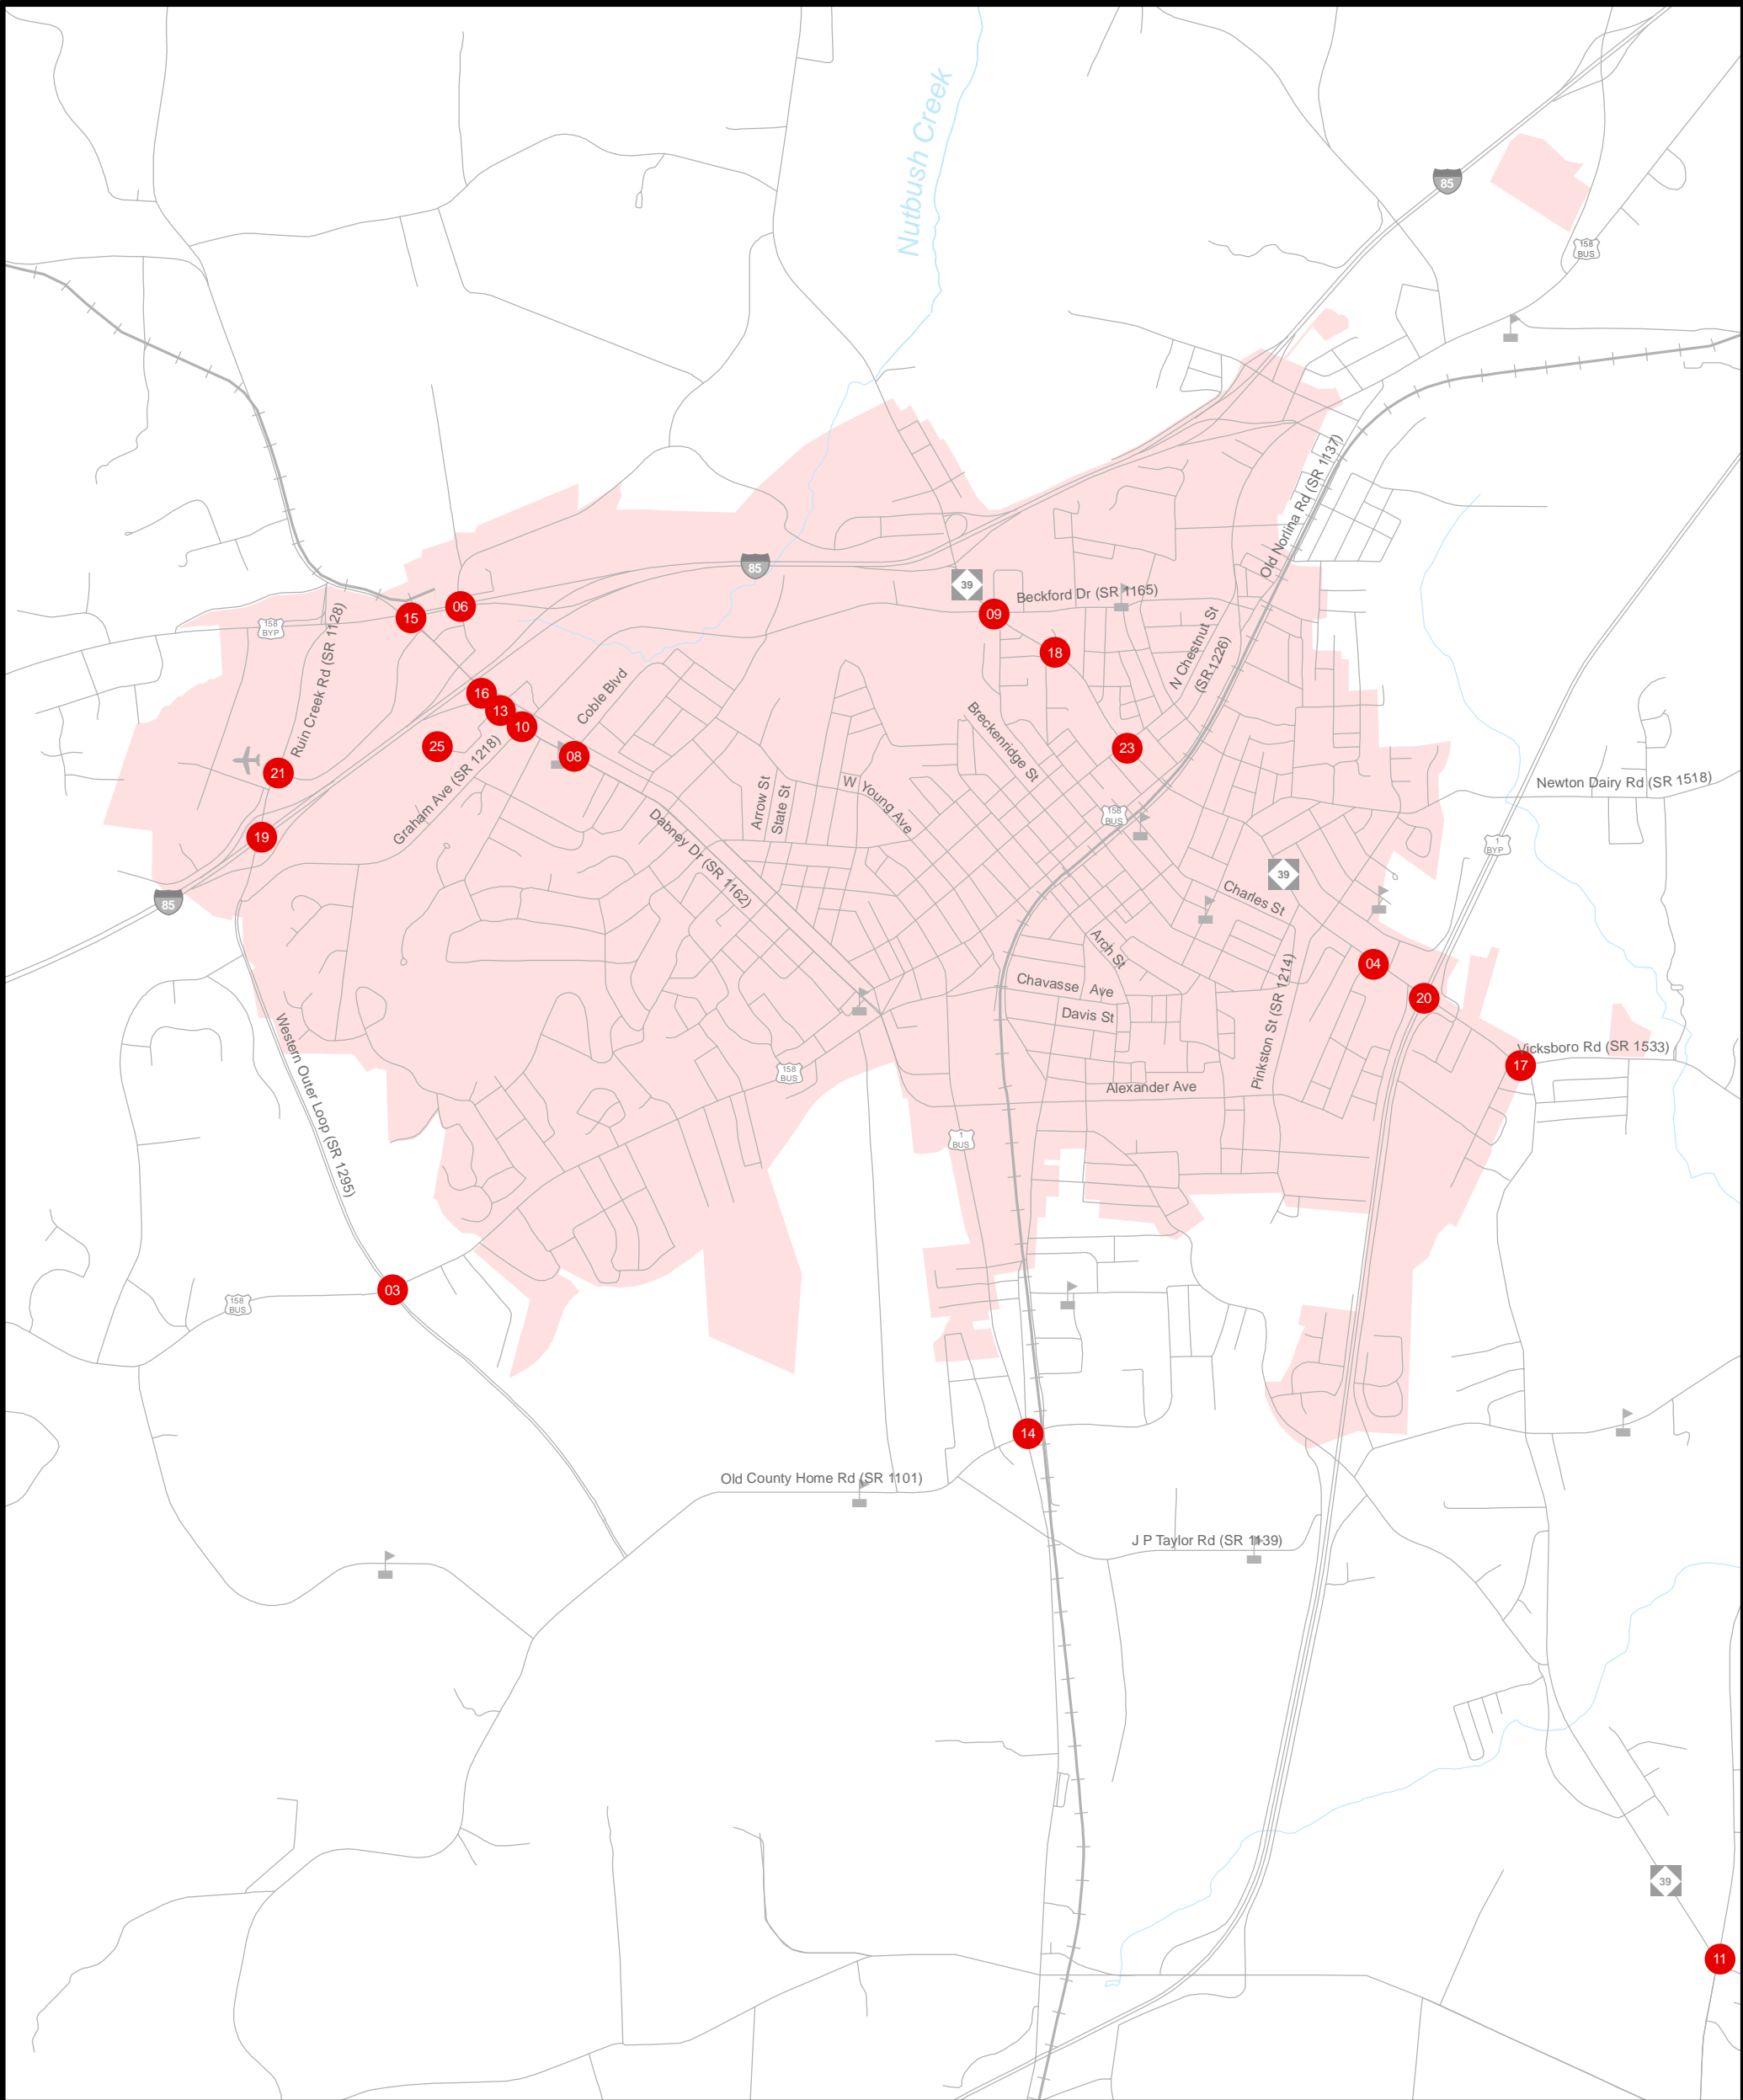 Nutbush Creek
85
158
BUS
85
39
Old Norlina Rd (SR 1137)
Beckford Dr (SR 1165)
06
15
09
158
BYP
Ruin Creek Rd (SR 1128)
18
N Chestnut St
(SR 1226)
16
13
10
Coble Blvd
25
08
23
21
Breckenridge St
Graham Ave (SR 1218)
Arrow St
State St
W Young Ave
Newton Dairy Rd (SR 1518)
158
BUS
19
Dabney Dr (SR 1162)
1
BYP
39
85
Charles St
Arch St
04
Chavasse Ave
20
Davis St
Pinkston St (SR 1214)
Western Outer Loop (SR 1295)
17
Vicksboro Rd (SR 1533)
158
BUS
Alexander Ave
1
BUS
03
158
BUS
14
Old County Home Rd (SR 1101)
J P Taylor Rd (SR 1139)
39
11